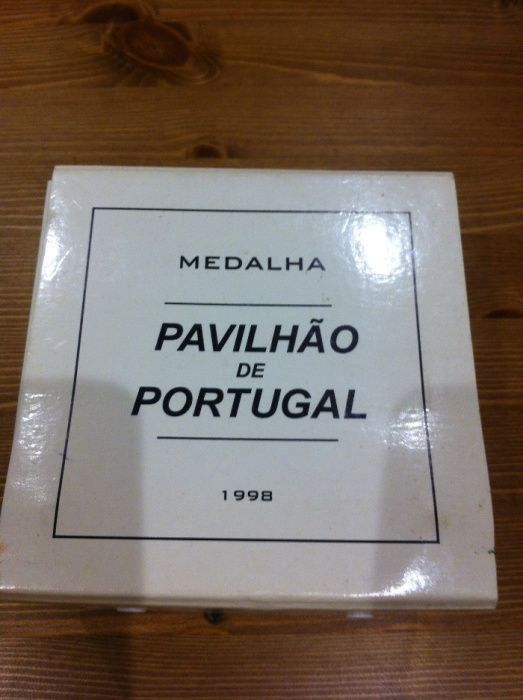 MEDALHA
PAVILHÃO
DE
PORTUGAL
1998